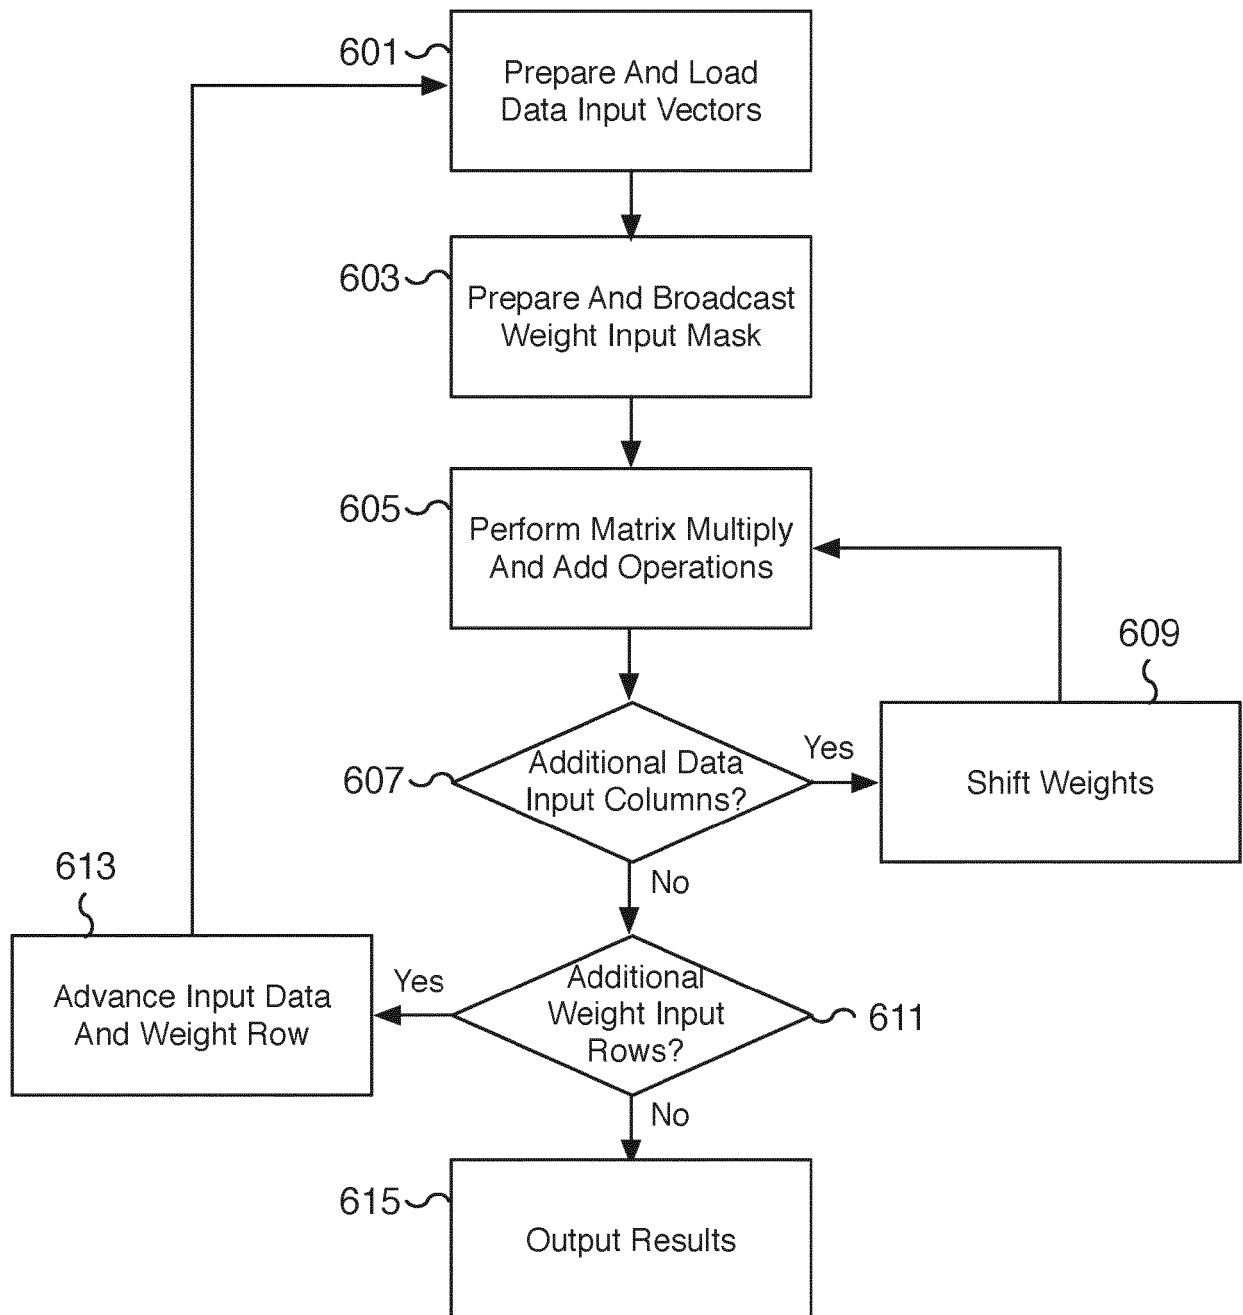 601
Prepare And Load
Data Input Vectors
603
Prepare And Broadcast
Weight Input Mask
605
Perform Matrix Multiply
And Add Operations
609
607
Additional Data
Input Columns?
Yes
Shift Weights
No
613
Advance Input Data
And Weight Row
Yes
Additional
Weight Input
Rows?
611
No
615
Output Results